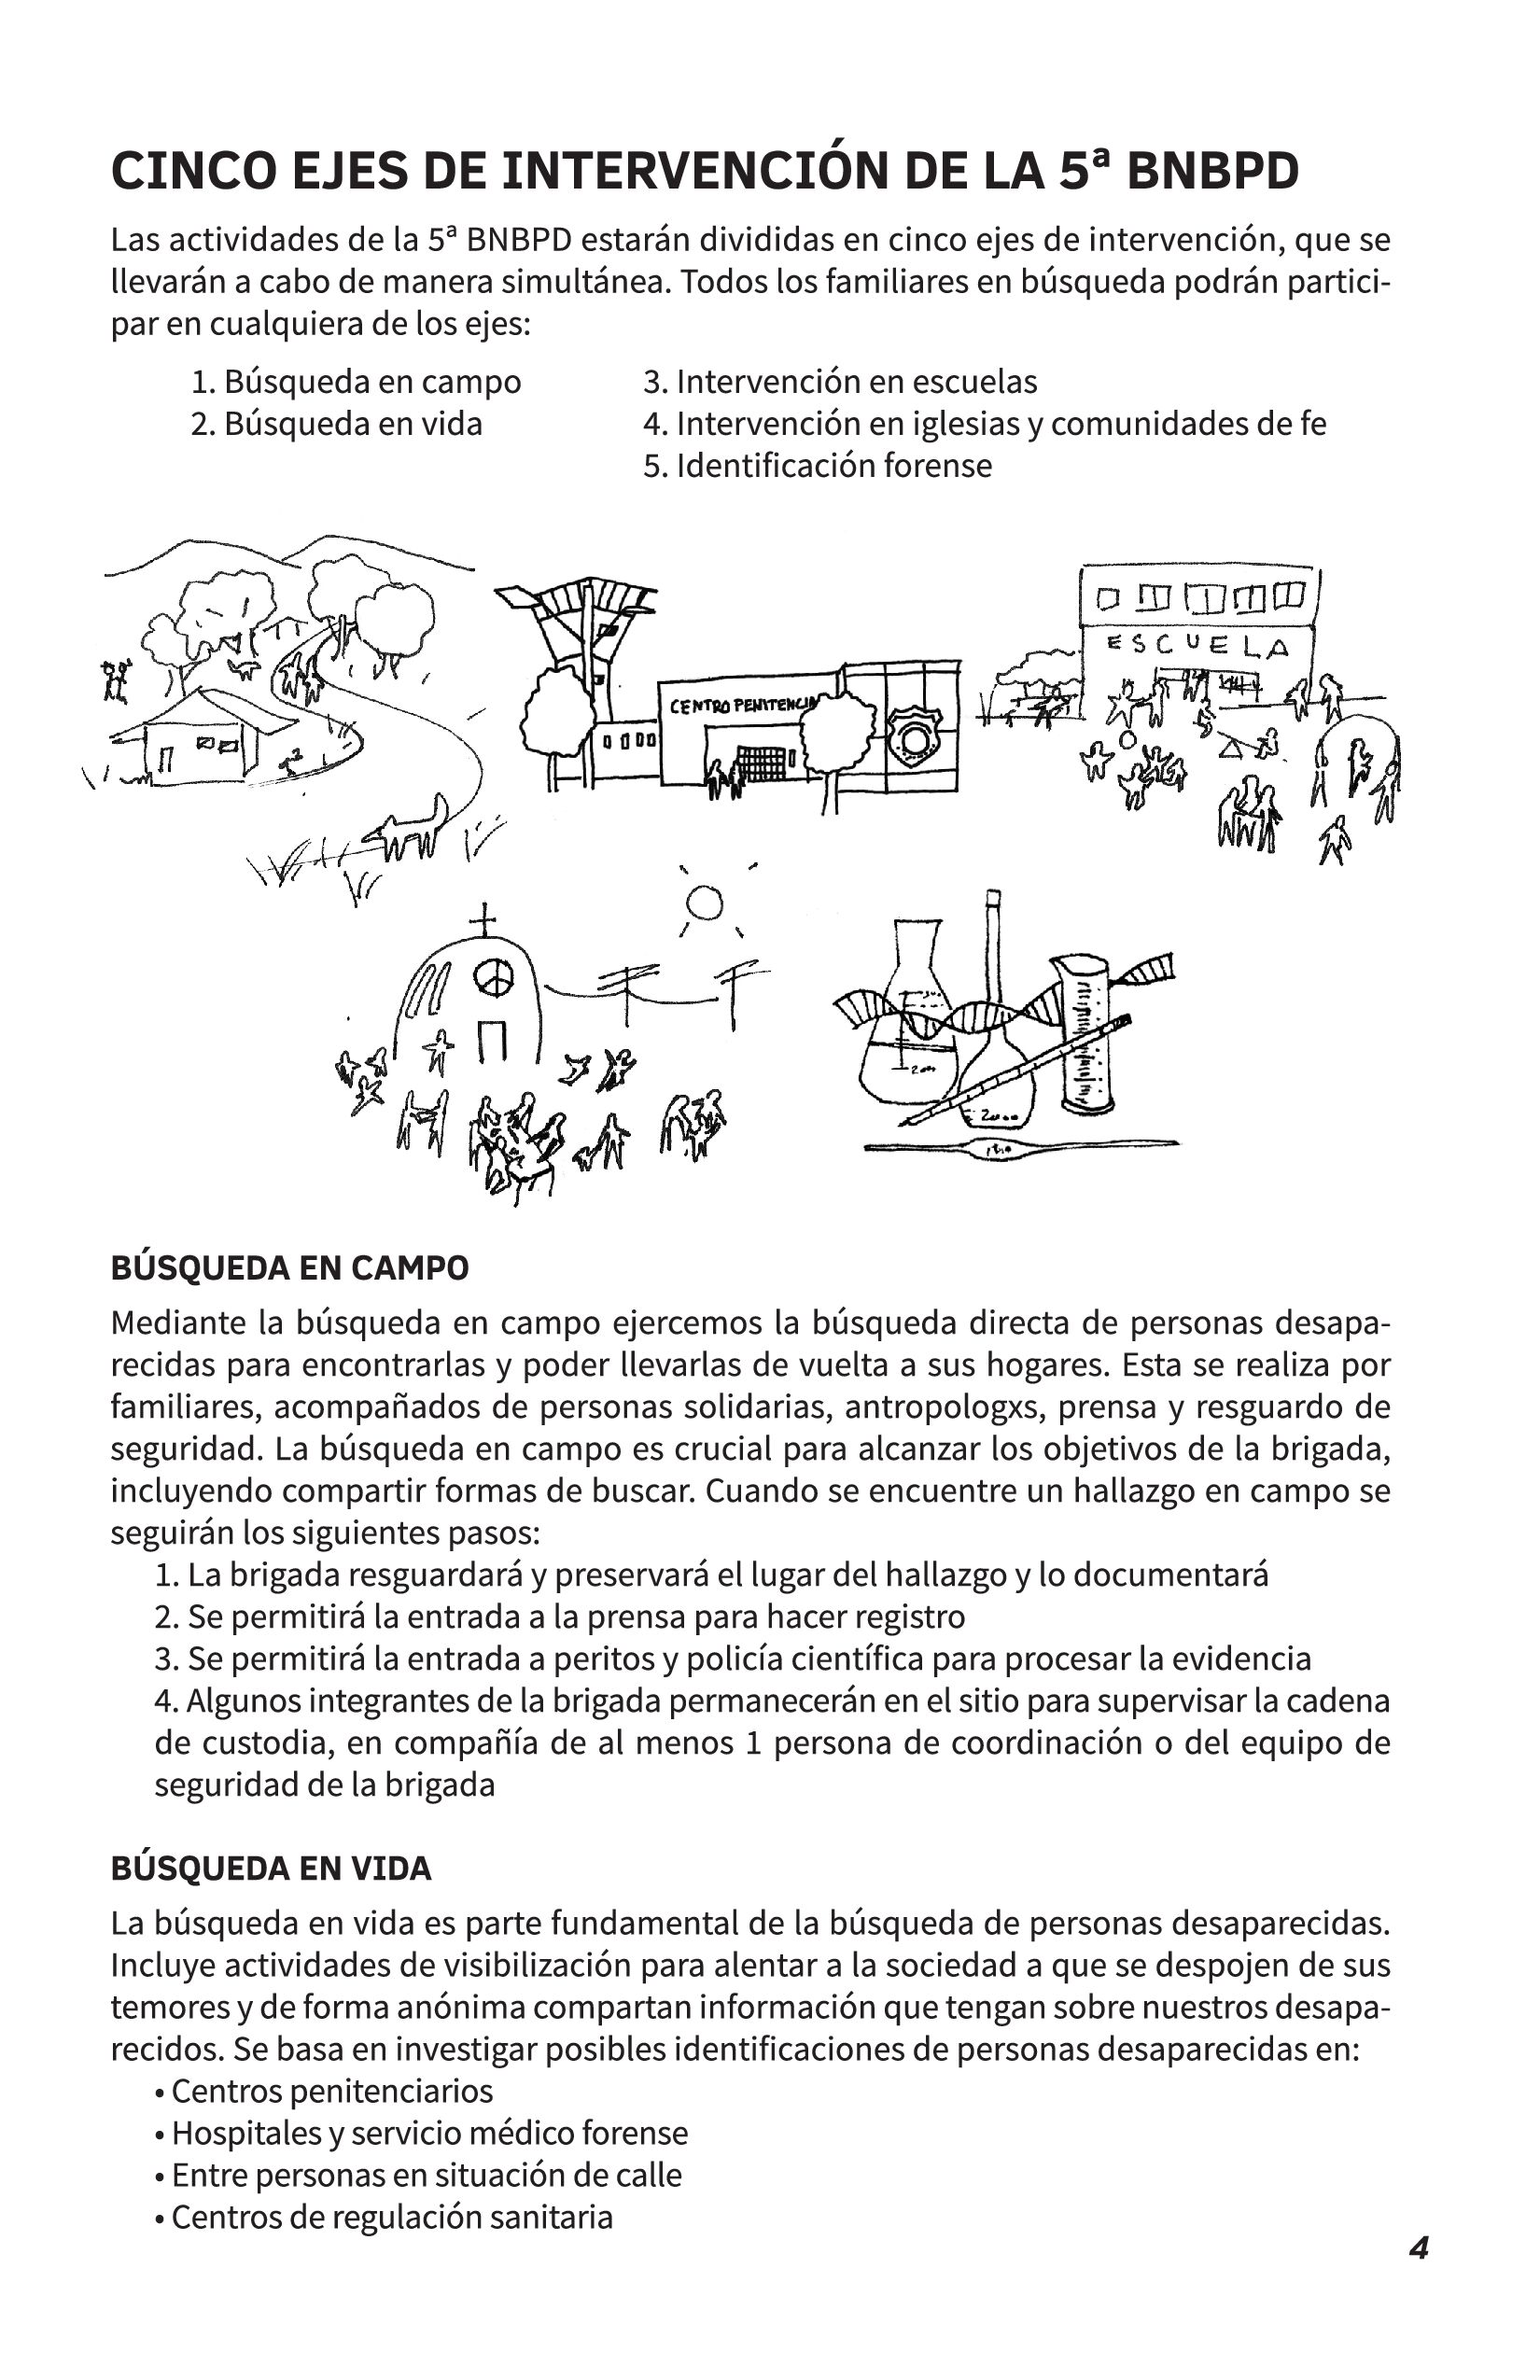 CINCO EJES DE INTERVENCIÓN DE LA 5ª BNBPD
Las actividades de la 5ª BNBPD estarán divididas en cinco ejes de intervención, que se
llevarán a cabo de manera simultánea. Todos los familiares en búsqueda podrán partici-
par en cualquiera de los ejes:
1. Búsqueda en campo
2. Búsqueda en vida
3. Intervención en escuelas
4. Intervención en iglesias y comunidades de fe
5. Identificación forense
CENTRO PENITENCIA
ESCUELA
BÚSQUEDA EN CAMPO
Mediante la búsqueda en campo ejercemos la búsqueda directa de personas desapa-
recidas para encontrarlas y poder llevarlas de vuelta a sus hogares. Esta se realiza por
familiares, acompañados de personas solidarias, antropologxs, prensa y resguardo de
seguridad. La búsqueda en campo es crucial para alcanzar los objetivos de la brigada,
incluyendo compartir formas de buscar. Cuando se encuentre un hallazgo en campo se
seguirán los siguientes pasos:
1. La brigada resguardará y preservará el lugar del hallazgo y lo documentará
2. Se permitirá la entrada a la prensa para hacer registro
3. Se permitirá la entrada a peritos y policía científica para procesar la evidencia
4. Algunos integrantes de la brigada permanecerán en el sitio para supervisar la cadena
de custodia, en compañía de al menos 1 persona de coordinación o del equipo de
seguridad de la brigada
BÚSQUEDA EN VIDA
La búsqueda en vida es parte fundamental de la búsqueda de personas desaparecidas.
Incluye actividades de visibilización para alentar a la sociedad a que se despojen de sus
temores y de forma anónima compartan información que tengan sobre nuestros desapa-
recidos. Se basa en investigar posibles identificaciones de personas desaparecidas en:
• Centros penitenciarios
• Hospitales y servicio médico forense
• Entre personas en situación de calle
• Centros de regulación sanitaria
4